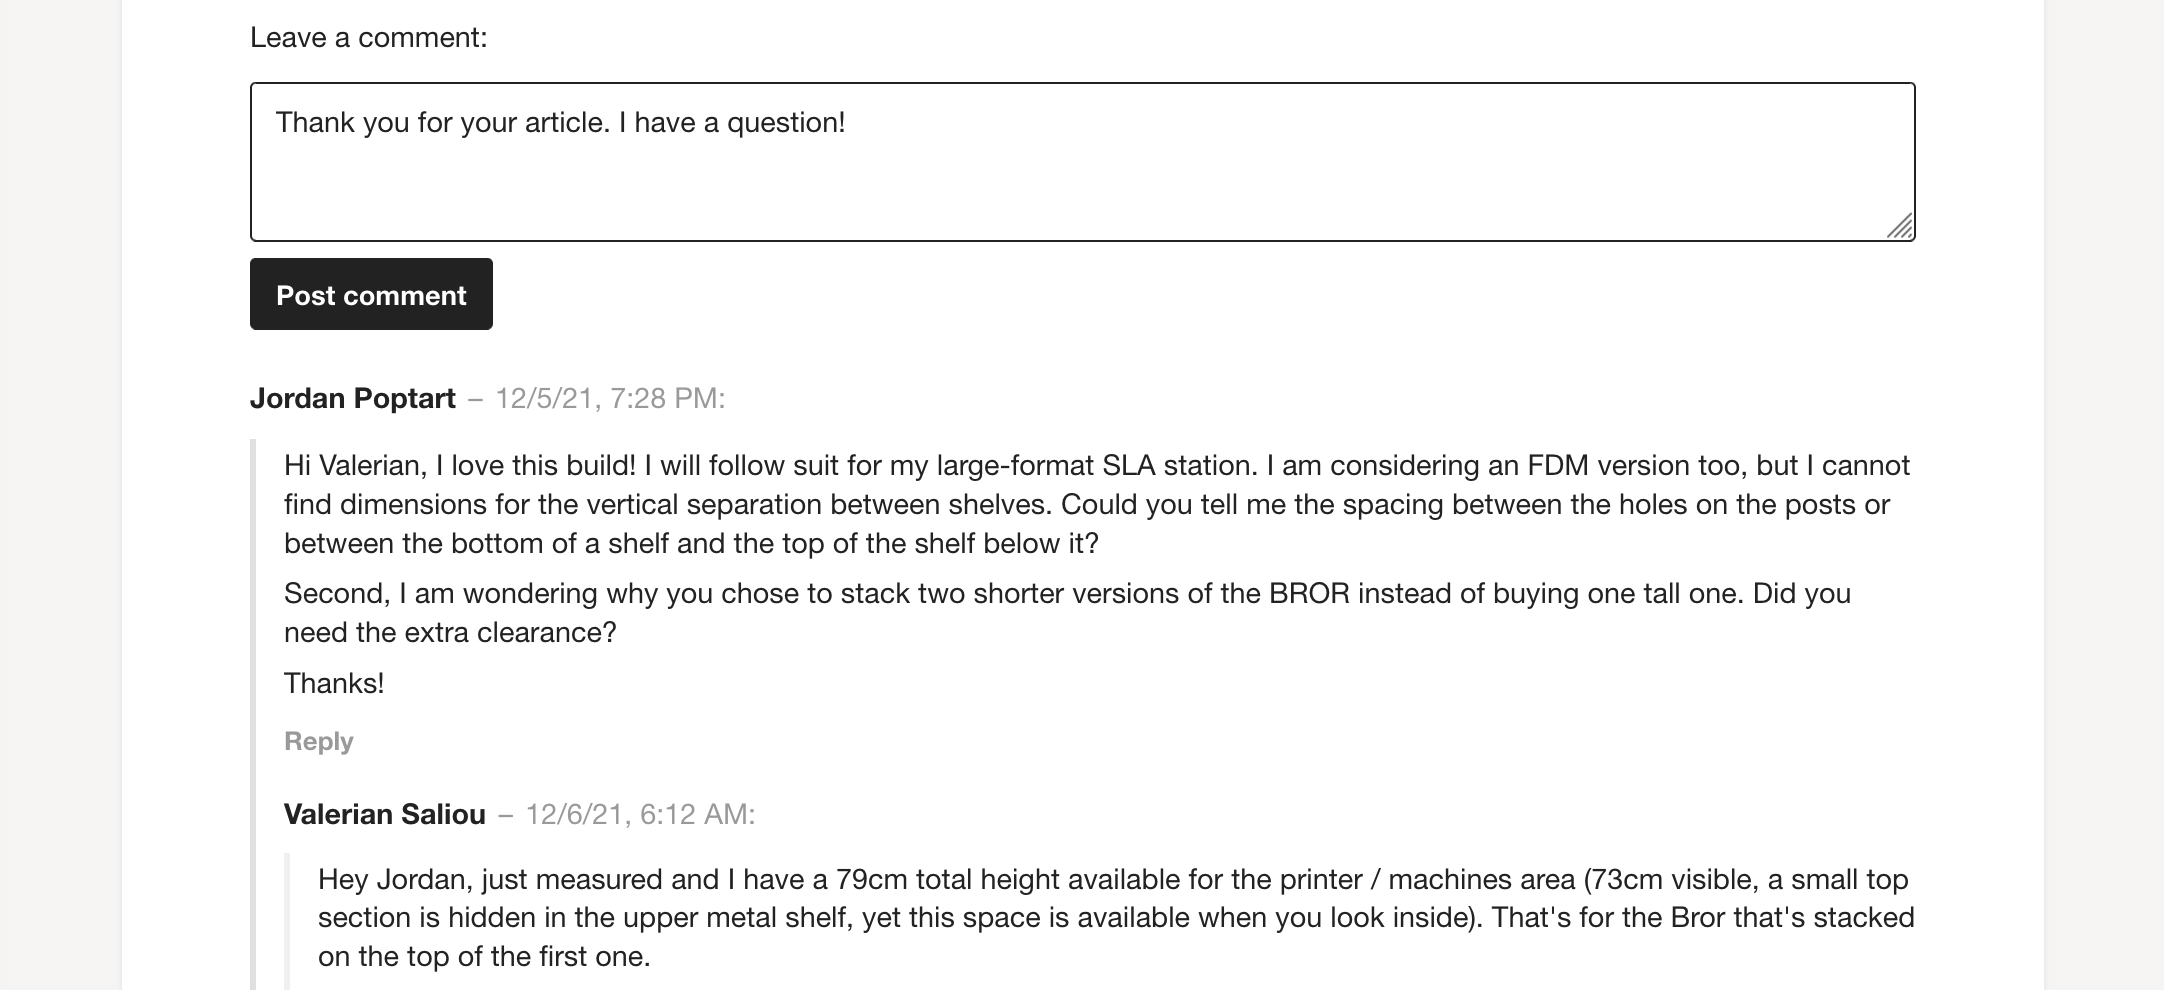 Leave a comment:
Thank you for your article. I have a question!
Post comment
Jordan Poptart – 12/5/21, 7:28 PM:
Hi Valerian, I love this build! I will follow suit for my large-format SLA station. I am considering an FDM version too, but I cannot
find dimensions for the vertical separation between shelves. Could you tell me the spacing between the holes on the posts or
between the bottom of a shelf and the top of the shelf below it?
Second, I am wondering why you chose to stack two shorter versions of the BROR instead of buying one tall one. Did you
need the extra clearance?
Thanks!
Reply
Valerian Saliou – 12/6/21, 6:12 AM:
Hey Jordan, just measured and I have a 79cm total height available for the printer / machines area (73cm visible, a small top
section is hidden in the upper metal shelf, yet this space is available when you look inside). That's for the Bror that's stacked
on the top of the first one.